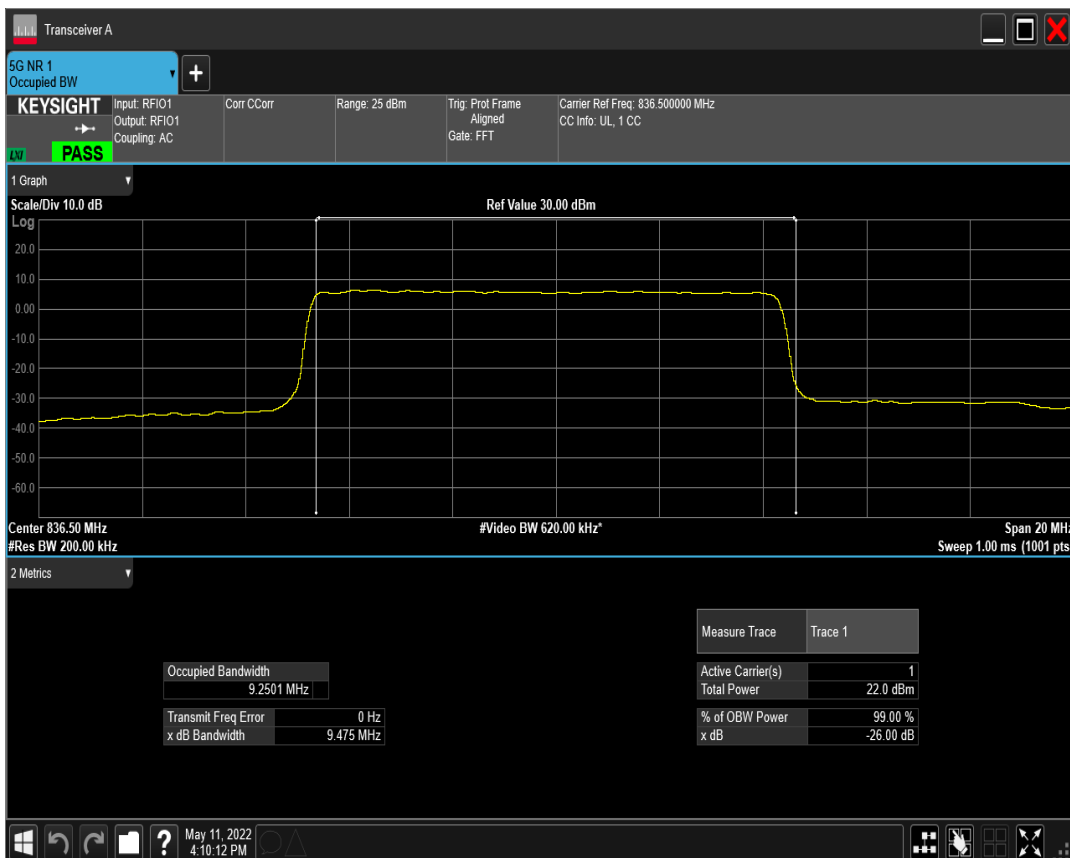 Transceiver A
5G NR 1
Occupied BW
+
KEYSIGHT
LXI
PASS
Input: RFIO1
Output: RFIO1
Coupling: AC
Corr CCorr
Range: 25 dBm
Trig: Prot Frame
Aligned
Gate: FFT
Carrier Ref Freq: 836.500000 MHz
CC Info: UL, 1 CC
1 Graph
Scale/Div 10.0 dB
Ref Value 30.00 dBm
Log
20.0
10.0
0.00
-10.0
-20.0
-30.0
-40.0
-50.0
-60.0
Center 836.50 MHz
#Video BW 620.00 kHz*
Span 20 MHz
#Res BW 200.00 kHz
Sweep 1.00 ms (1001 pts
2 Metrics
Measure Trace Trace 1
Occupied Bandwidth
9.2501 MHz
Active Carrier(s) 1
Total Power 22.0 dBm
Transmit Freq Error 0 Hz
x dB Bandwidth 9.475 MHz
% of OBW Power 99.00 %
x dB -26.00 dB
?
May 11, 2022
4:10:12 PM